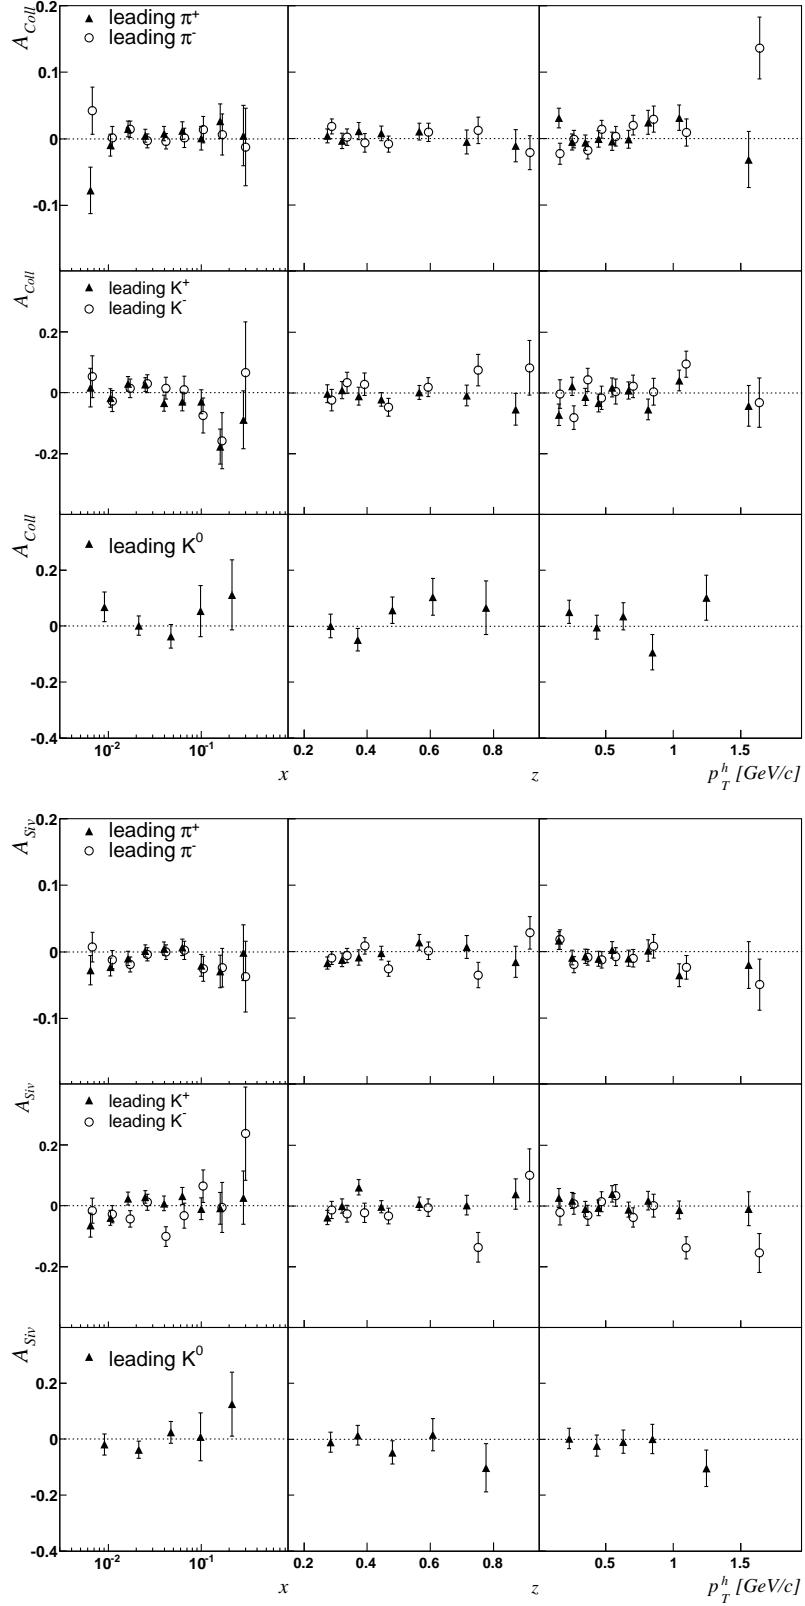 A_Coll
leading π+
leading π-
0.1
0
-0.1
A_Coll
leading K+
leading K-
0.2
0
-0.2
A_Coll
leading K0
0.2
0
-0.2
-0.4
10-2 10-1 0.2 0.4 0.6 0.8 0.5 1 1.5
x z p_T^h [GeV/c]
A_Siv
leading π+
leading π-
0.1
0
-0.1
A_Siv
leading K+
leading K-
0.2
0
-0.2
A_Siv
leading K0
0.2
0
-0.2
-0.4
10-2 10-1 0.2 0.4 0.6 0.8 0.5 1 1.5
x z p_T^h [GeV/c]